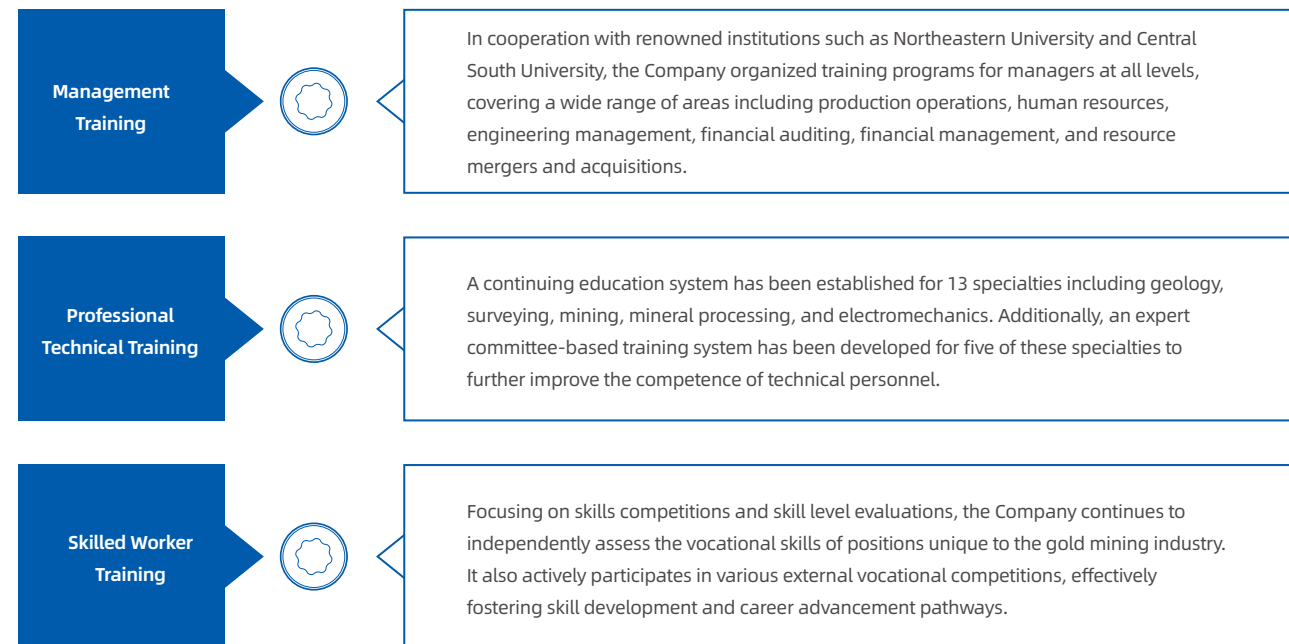 Management
Training
In cooperation with renowned institutions such as Northeastern University and Central
South University, the Company organized training programs for managers at all levels,
covering a wide range of areas including production operations, human resources,
engineering management, financial auditing, financial management, and resource
mergers and acquisitions.
Professional
Technical Training
A continuing education system has been established for 13 specialties including geology,
surveying, mining, mineral processing, and electromechanics. Additionally, an expert
committee-based training system has been developed for five of these specialties to
further improve the competence of technical personnel.
Skilled Worker
Training
Focusing on skills competitions and skill level evaluations, the Company continues to
independently assess the vocational skills of positions unique to the gold mining industry.
It also actively participates in various external vocational competitions, effectively
fostering skill development and career advancement pathways.